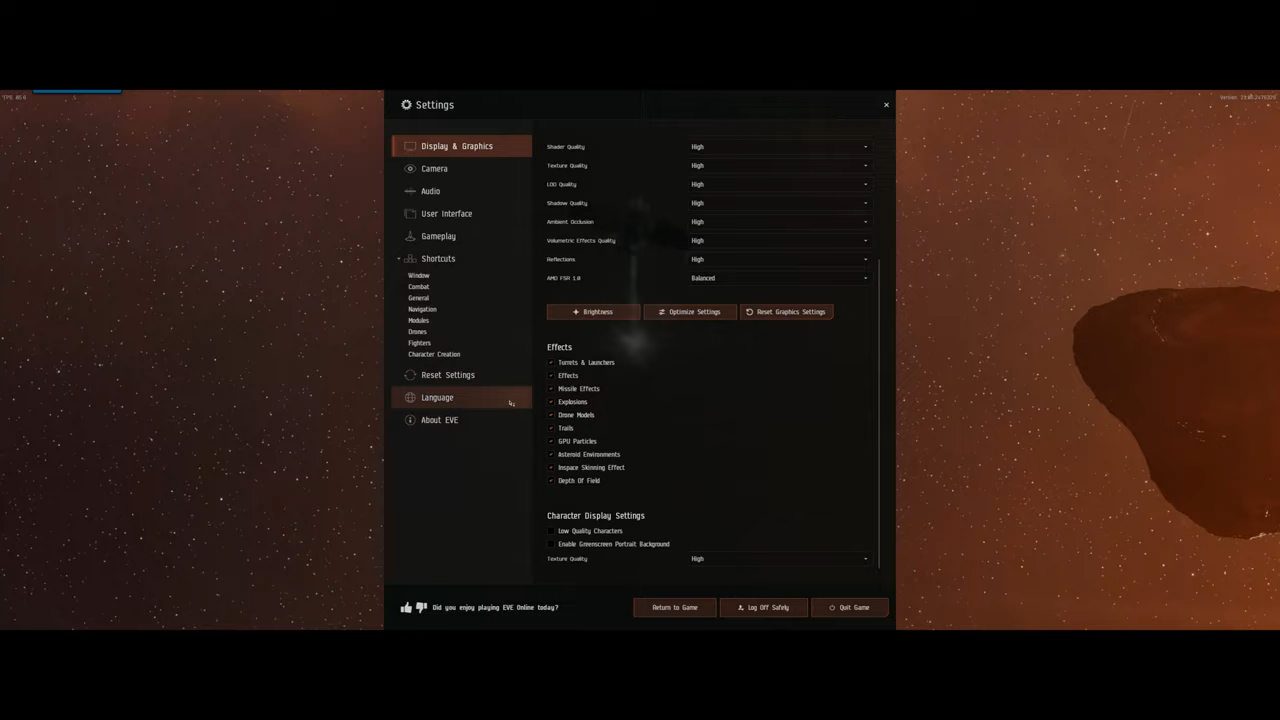 Settings
Display & Graphics
Camera
Audio
User Interface
Gameplay
Shortcuts
Window
Combat
General
Navigation
Modules
Drones
Fighters
Character Creation
Reset Settings
Language
About EVE
Shader Quality High
Texture Quality High
LOD Quality High
Shadow Quality High
Ambient Occlusion High
Volumetric Effects Quality High
Reflections High
AMD FSR 1.0 Balanced
Brightness Optimize Settings Reset Graphics Settings
Effects
Turrets & Launchers
Effects
Missile Effects
Explosions
Drone Models
Trails
GPU Particles
Asteroid Environments
Inspace Skinning Effect
Depth Of Field
Character Display Settings
Low Quality Characters
Enable Greenscreen Portrait Background
Texture Quality High
Did you enjoy playing EVE Online today?
Return to Game Log Off Safely Quit Game